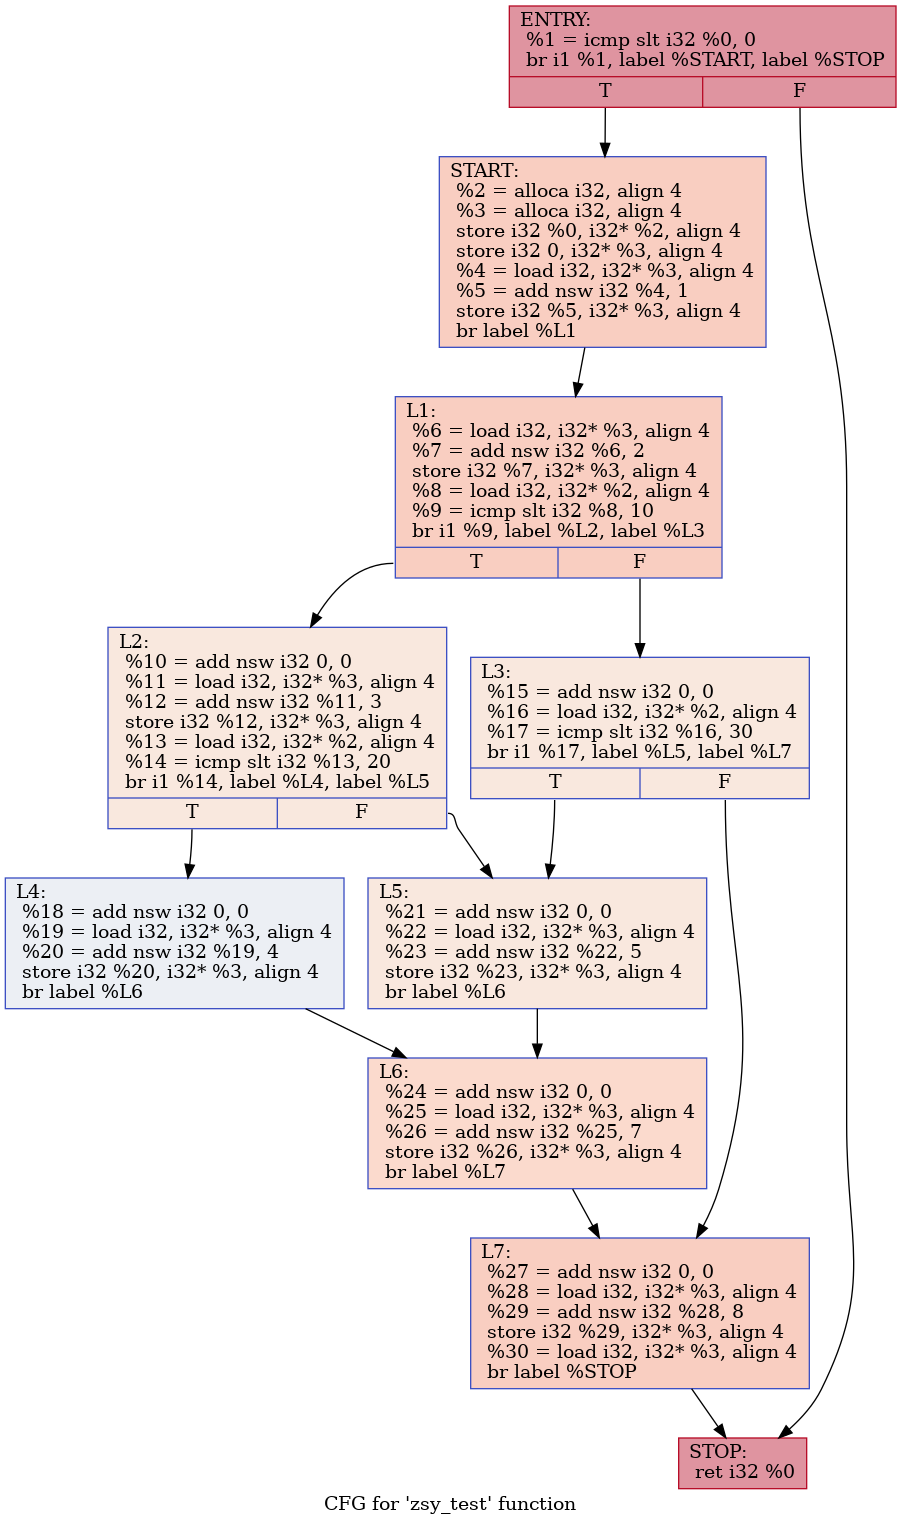 ENTRY:
%1 = icmp slt i32 %0, 0
br i1 %1, label %START, label %STOP
T
F
START:
%2 = alloca i32, align 4
%3 = alloca i32, align 4
store i32 %0, i32* %2, align 4
store i32 0, i32* %3, align 4
%4 = load i32, i32* %3, align 4
%5 = add nsw i32 %4, 1
store i32 %5, i32* %3, align 4
br label %L1
L1:
%6 = load i32, i32* %3, align 4
%7 = add nsw i32 %6, 2
store i32 %7, i32* %3, align 4
%8 = load i32, i32* %2, align 4
%9 = icmp slt i32 %8, 10
br i1 %9, label %L2, label %L3
T
F
L2:
%10 = add nsw i32 0, 0
%11 = load i32, i32* %3, align 4
%12 = add nsw i32 %11, 3
store i32 %12, i32* %3, align 4
%13 = load i32, i32* %2, align 4
%14 = icmp slt i32 %13, 20
br i1 %14, label %L4, label %L5
T
F
L3:
%15 = add nsw i32 0, 0
%16 = load i32, i32* %2, align 4
%17 = icmp slt i32 %16, 30
br i1 %17, label %L5, label %L7
T
F
L4:
%18 = add nsw i32 0, 0
%19 = load i32, i32* %3, align 4
%20 = add nsw i32 %19, 4
store i32 %20, i32* %3, align 4
br label %L6
L5:
%21 = add nsw i32 0, 0
%22 = load i32, i32* %3, align 4
%23 = add nsw i32 %22, 5
store i32 %23, i32* %3, align 4
br label %L6
L6:
%24 = add nsw i32 0, 0
%25 = load i32, i32* %3, align 4
%26 = add nsw i32 %25, 7
store i32 %26, i32* %3, align 4
br label %L7
L7:
%27 = add nsw i32 0, 0
%28 = load i32, i32* %3, align 4
%29 = add nsw i32 %28, 8
store i32 %29, i32* %3, align 4
%30 = load i32, i32* %3, align 4
br label %STOP
STOP:
ret i32 %0
CFG for 'zsy_test' function